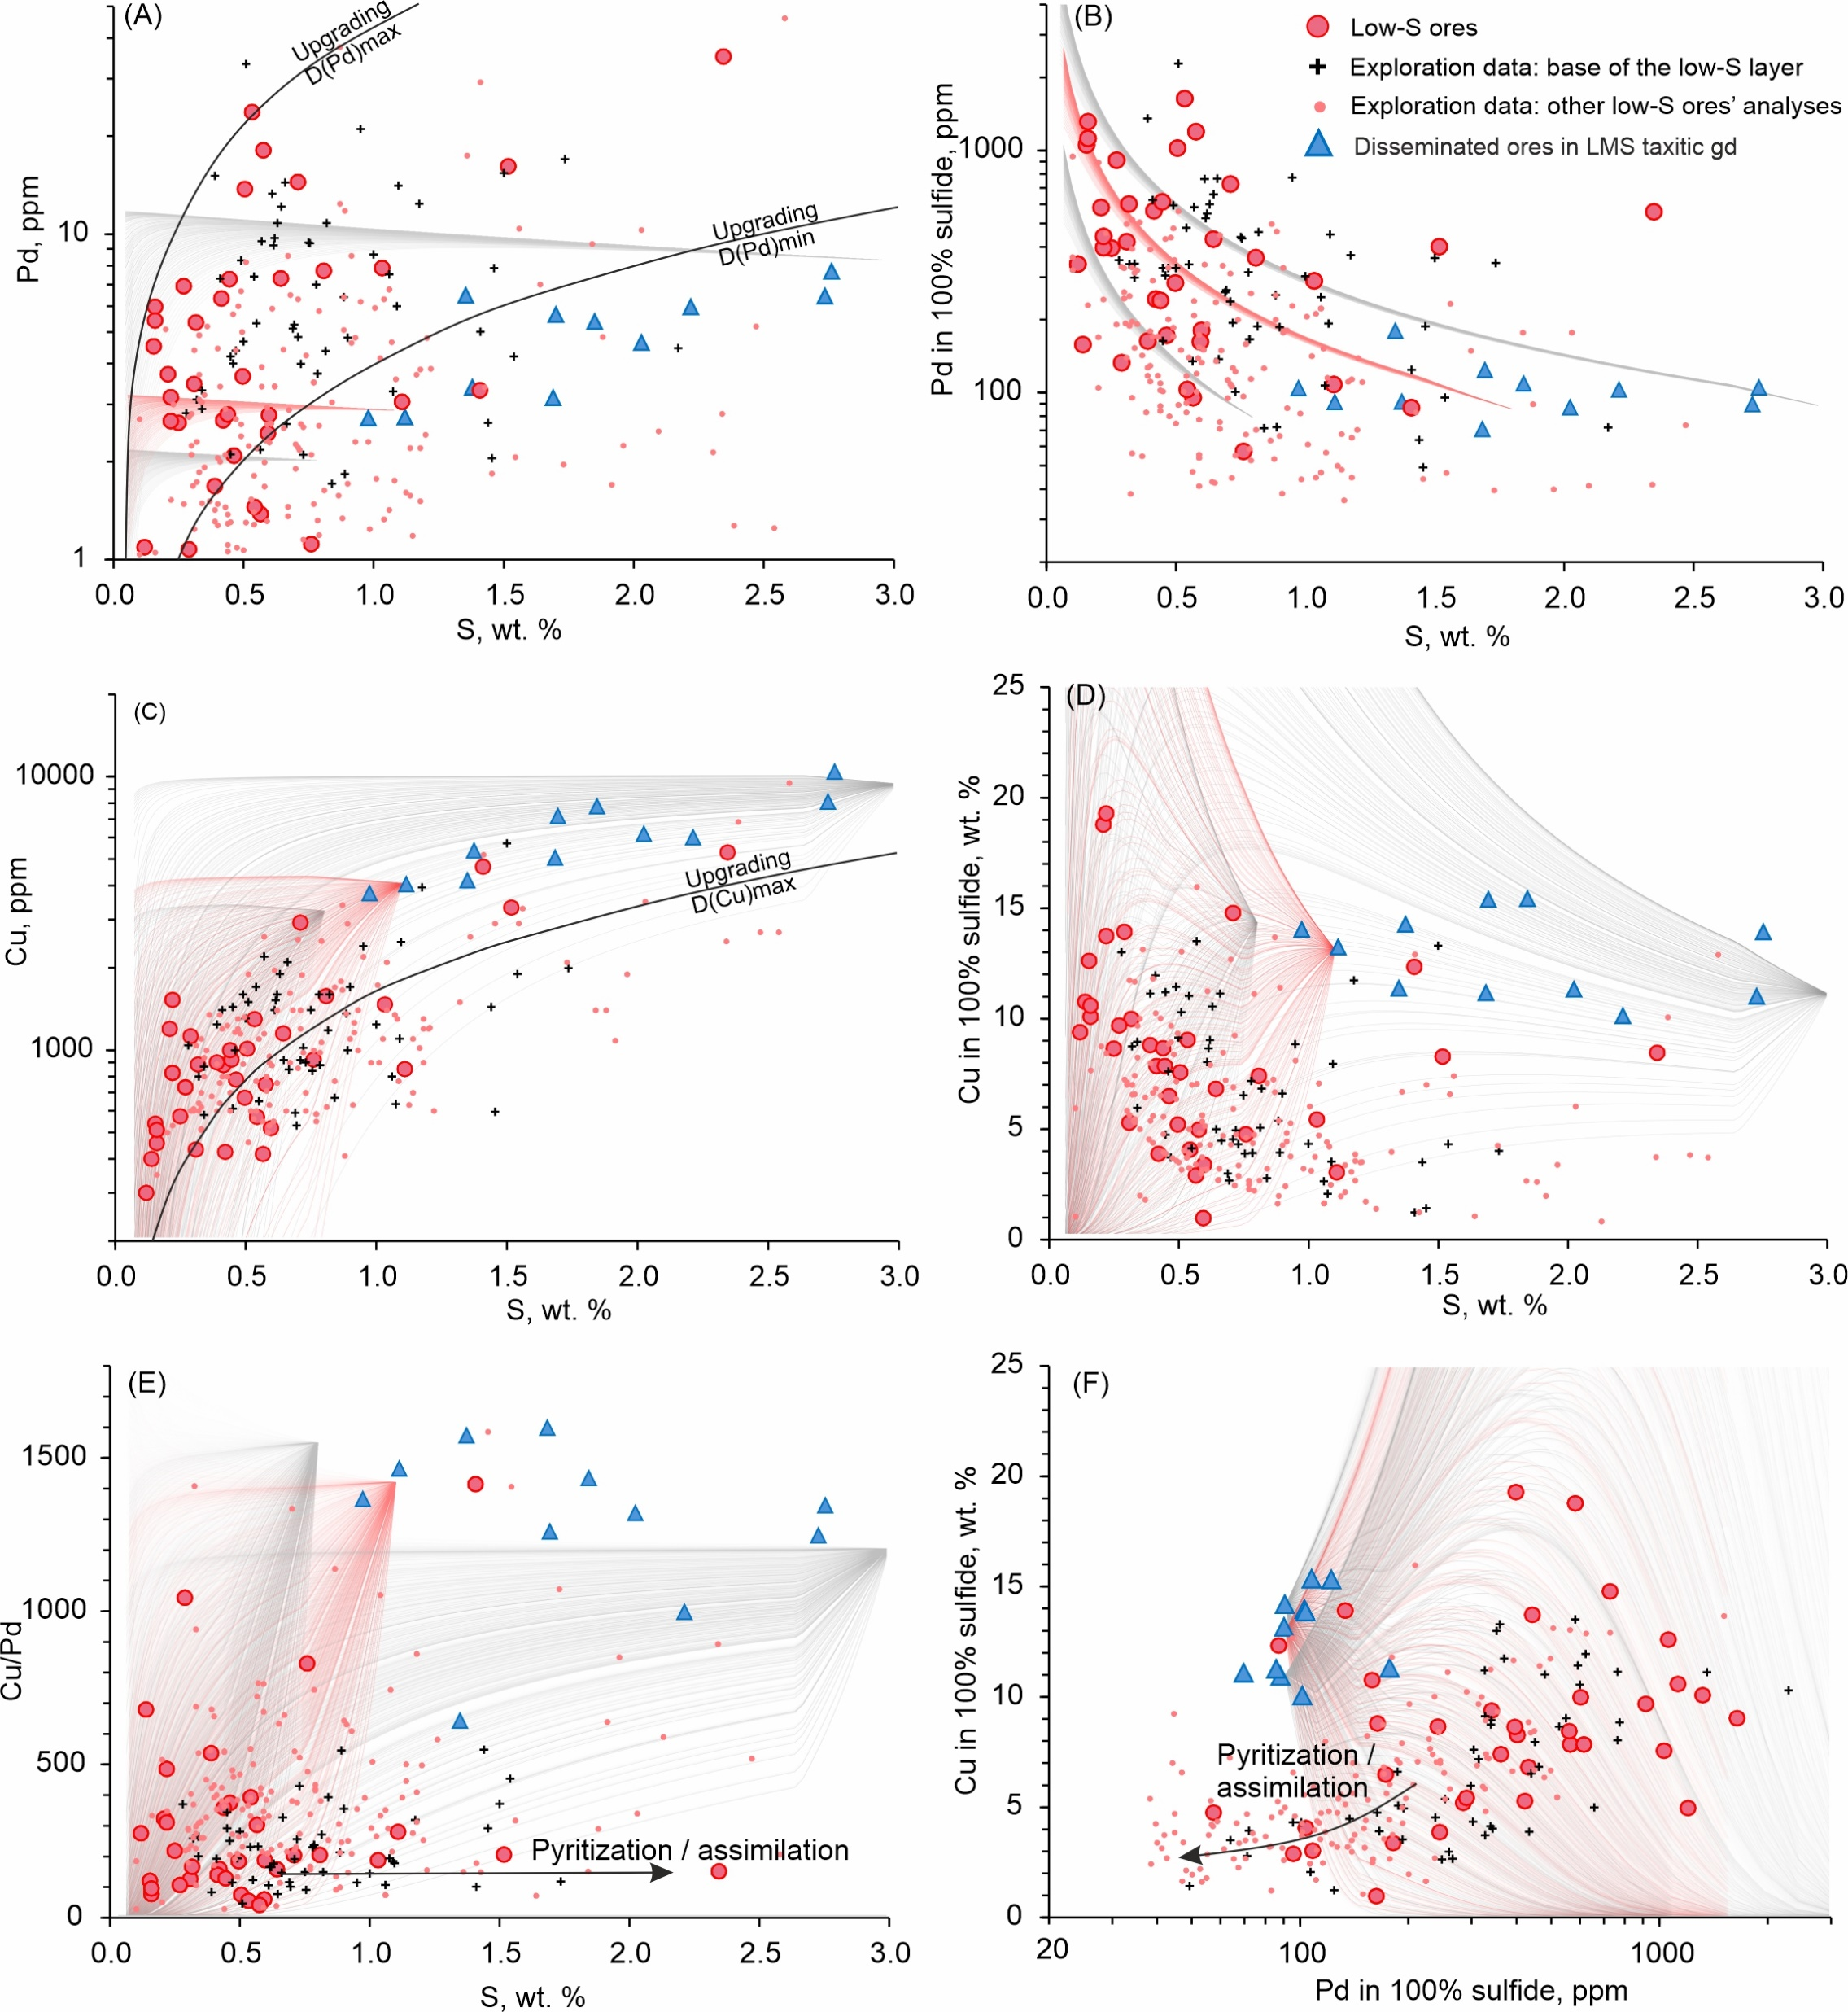 (A)
Upgrading
D(Pd)max
Upgrading
D(Pd)min
Pd, ppm
10
1
0.0 0.5 1.0 1.5 2.0 2.5 3.0
S, wt. %
(B)
Low-S ores
Exploration data: base of the low-S layer
Exploration data: other low-S ores' analyses
Disseminated ores in LMS taxitic gd
Pd in 100% sulfide, ppm
1000
100
0.0 0.5 1.0 1.5 2.0 2.5 3.0
S, wt. %
(C)
Cu, ppm
10000
1000
Upgrading
D(Cu)max
0.0 0.5 1.0 1.5 2.0 2.5 3.0
S, wt. %
(D)
Cu in 100% sulfide, wt. %
25
20
15
10
5
0
0.0 0.5 1.0 1.5 2.0 2.5 3.0
S, wt. %
(E)
Cu/Pd
1500
1000
500
0
Pyritization / assimilation
0.0 0.5 1.0 1.5 2.0 2.5 3.0
S, wt. %
(F)
Cu in 100% sulfide, wt. %
25
20
15
10
5
0
Pyritization /
assimilation
20 100 1000
Pd in 100% sulfide, ppm